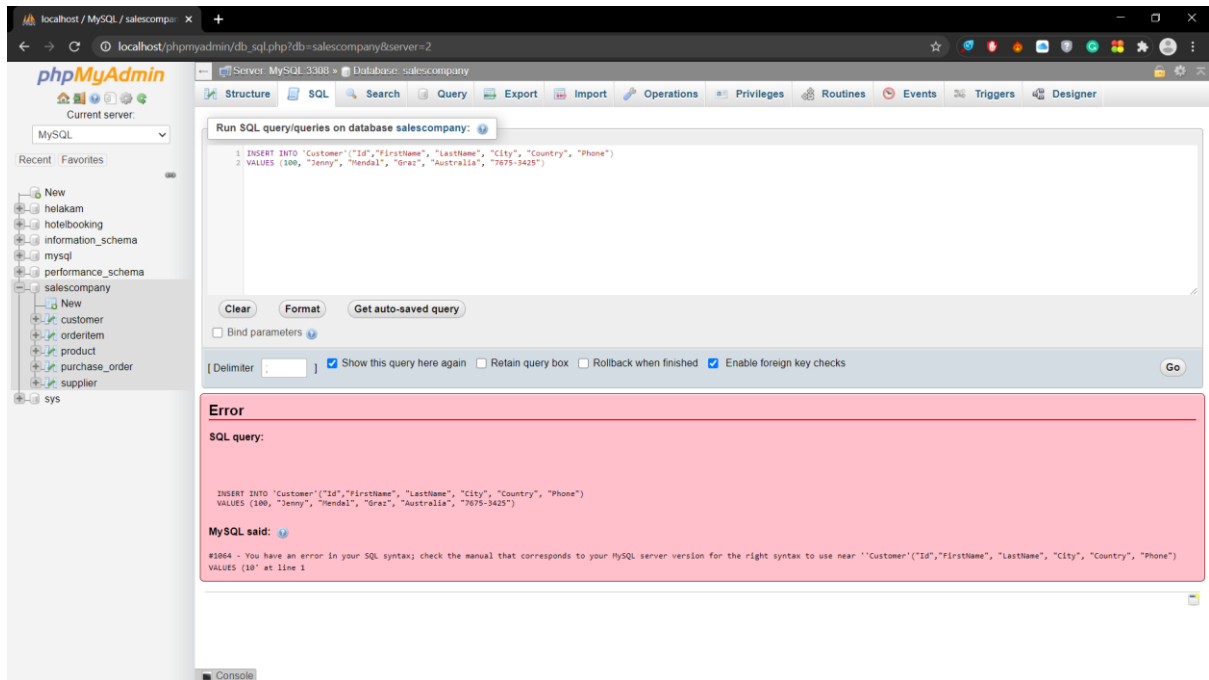 localhost / MySQL / salescompan
localhost/phpmyadmin/db_sql.php?db=salescompany&server=2
phpMyAdmin
Current server:
MySQL
Recent Favorites
New
helakam
hotelbooking
information_schema
mysql
performance_schema
salescompany
New
customer
orderitem
product
purchase_order
supplier
sys
Server: MySQL:3308 » Database: salescompany
Structure SQL Search Query Export Import Operations Privileges Routines Events Triggers Designer
Run SQL query/queries on database salescompany:
1 INSERT INTO 'Customer'("Id","FirstName", "LastName", "City", "Country", "Phone")
2 VALUES (100, "Jenny", "Mendal", "Graz", "Australia", "7675-3425")
Clear Format Get auto-saved query
Bind parameters
[ Delimiter ; ] Show this query here again Retain query box Rollback when finished Enable foreign key checks Go
Error
SQL query:
INSERT INTO 'Customer'("Id","FirstName", "LastName", "City", "Country", "Phone")
VALUES (100, "Jenny", "Mendal", "Graz", "Australia", "7675-3425")
MySQL said:
#1064 - You have an error in your SQL syntax; check the manual that corresponds to your MySQL server version for the right syntax to use near ''Customer'("Id","FirstName", "LastName", "City", "Country", "Phone")
VALUES (10' at line 1
Console